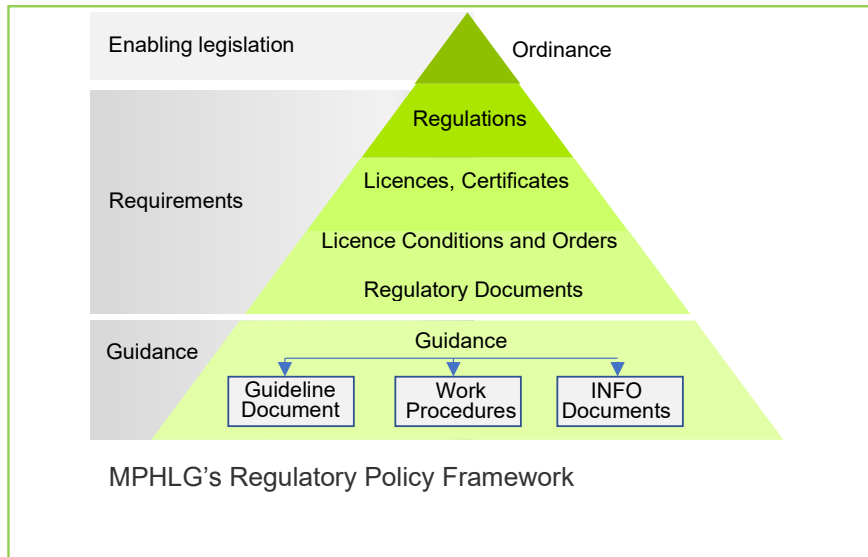 Enabling legislation
Ordinance
Regulations
Licences, Certificates
Requirements
Licence Conditions and Orders
Regulatory Documents
Guidance
Guidance
Guideline
Document
Work
Procedures
INFO
Documents
MPHLG's Regulatory Policy Framework